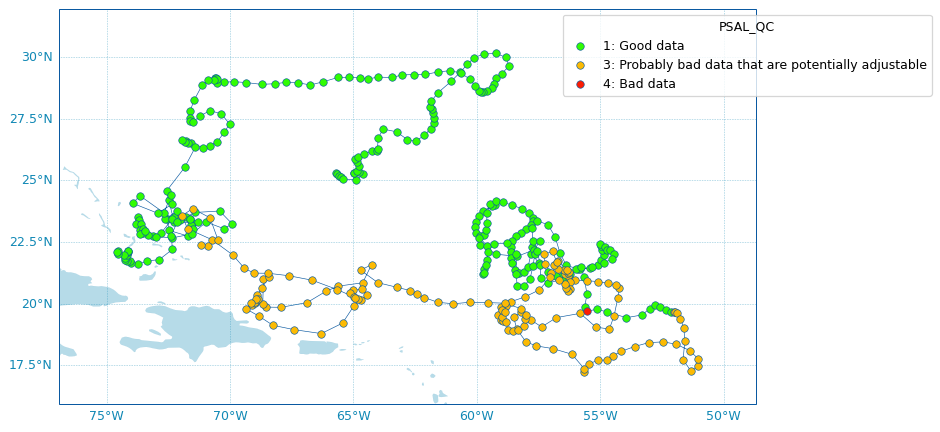 PSAL_QC
1: Good data
3: Probably bad data that are potentially adjustable
4: Bad data
30°N
27.5°N
25°N
22.5°N
20°N
17.5°N
75°W
70°W
65°W
60°W
55°W
50°W